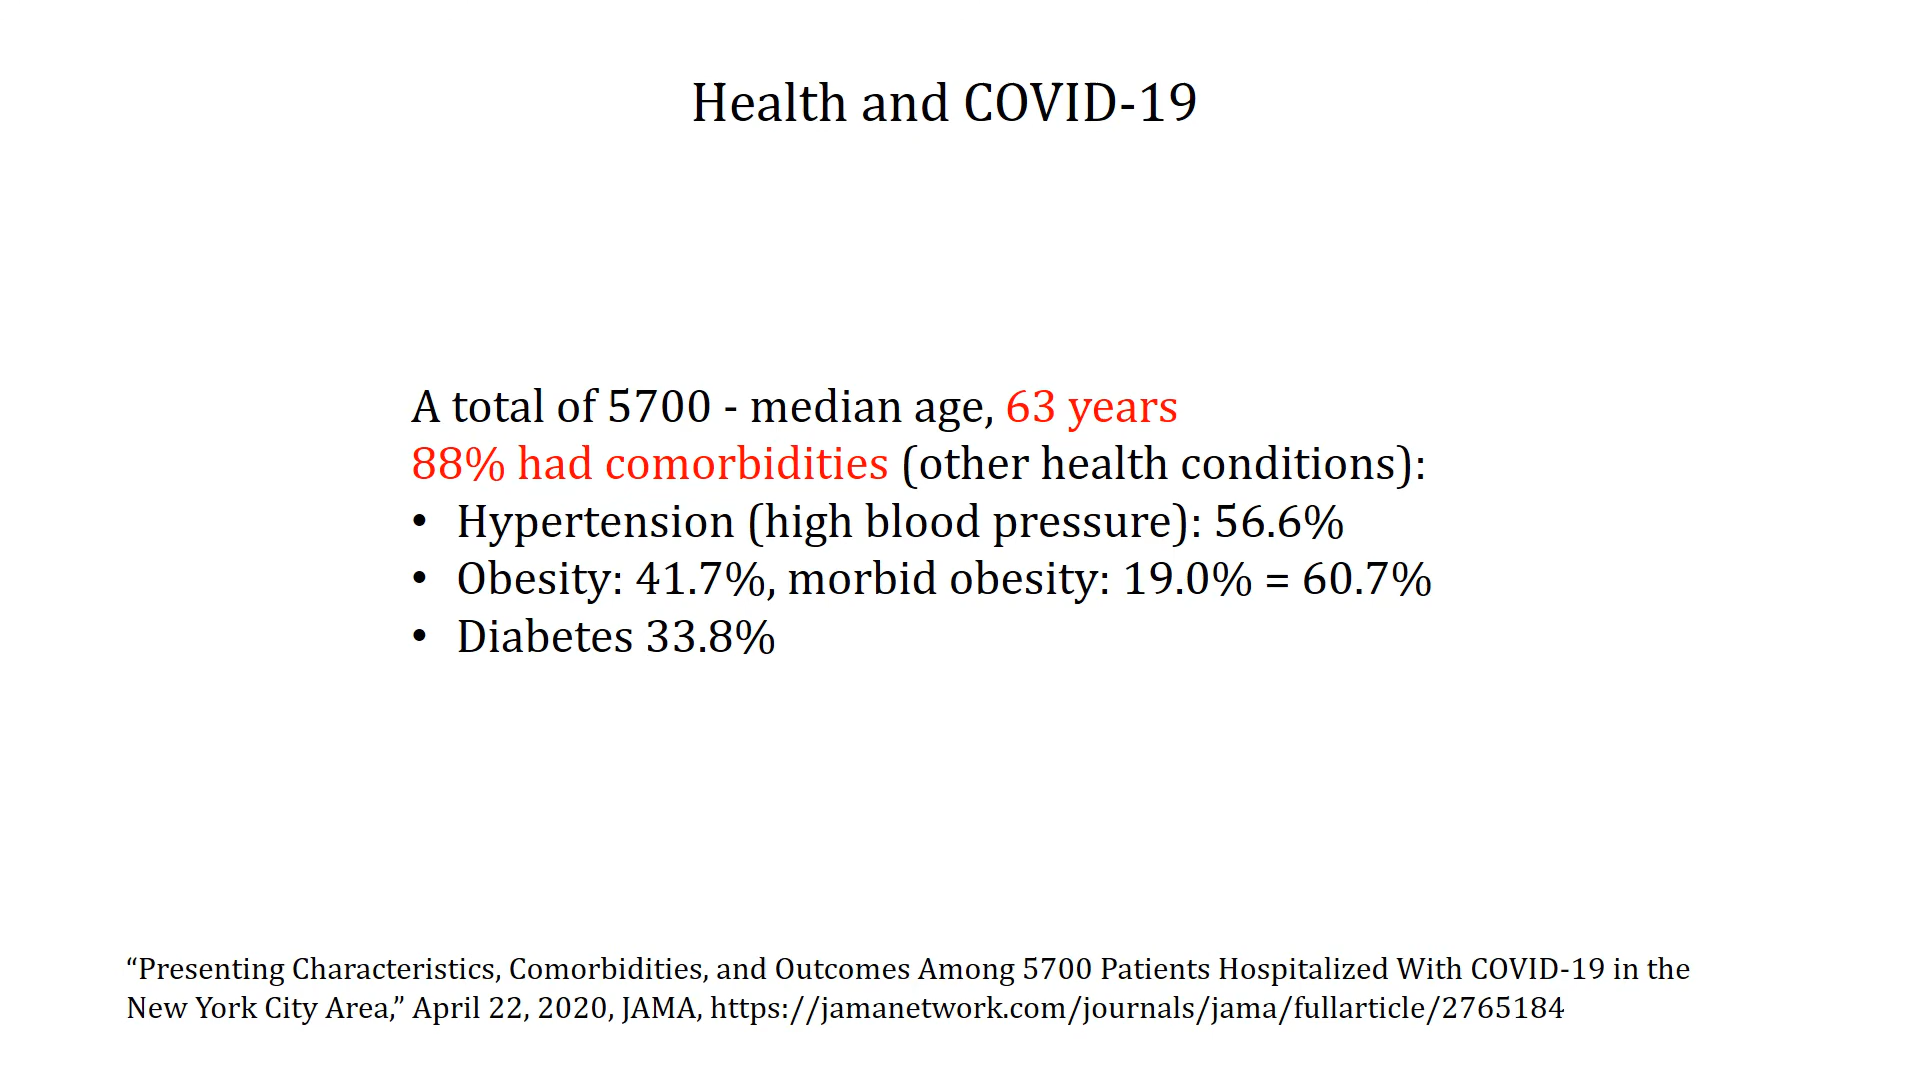 Health and COVID-19
A total of 5700 - median age, 63 years
88% had comorbidities (other health conditions):
• Hypertension (high blood pressure): 56.6%
• Obesity: 41.7%, morbid obesity: 19.0% = 60.7%
• Diabetes 33.8%
“Presenting Characteristics, Comorbidities, and Outcomes Among 5700 Patients Hospitalized With COVID-19 in the
New York City Area,” April 22, 2020, JAMA, https://jamanetwork.com/journals/jama/fullarticle/2765184